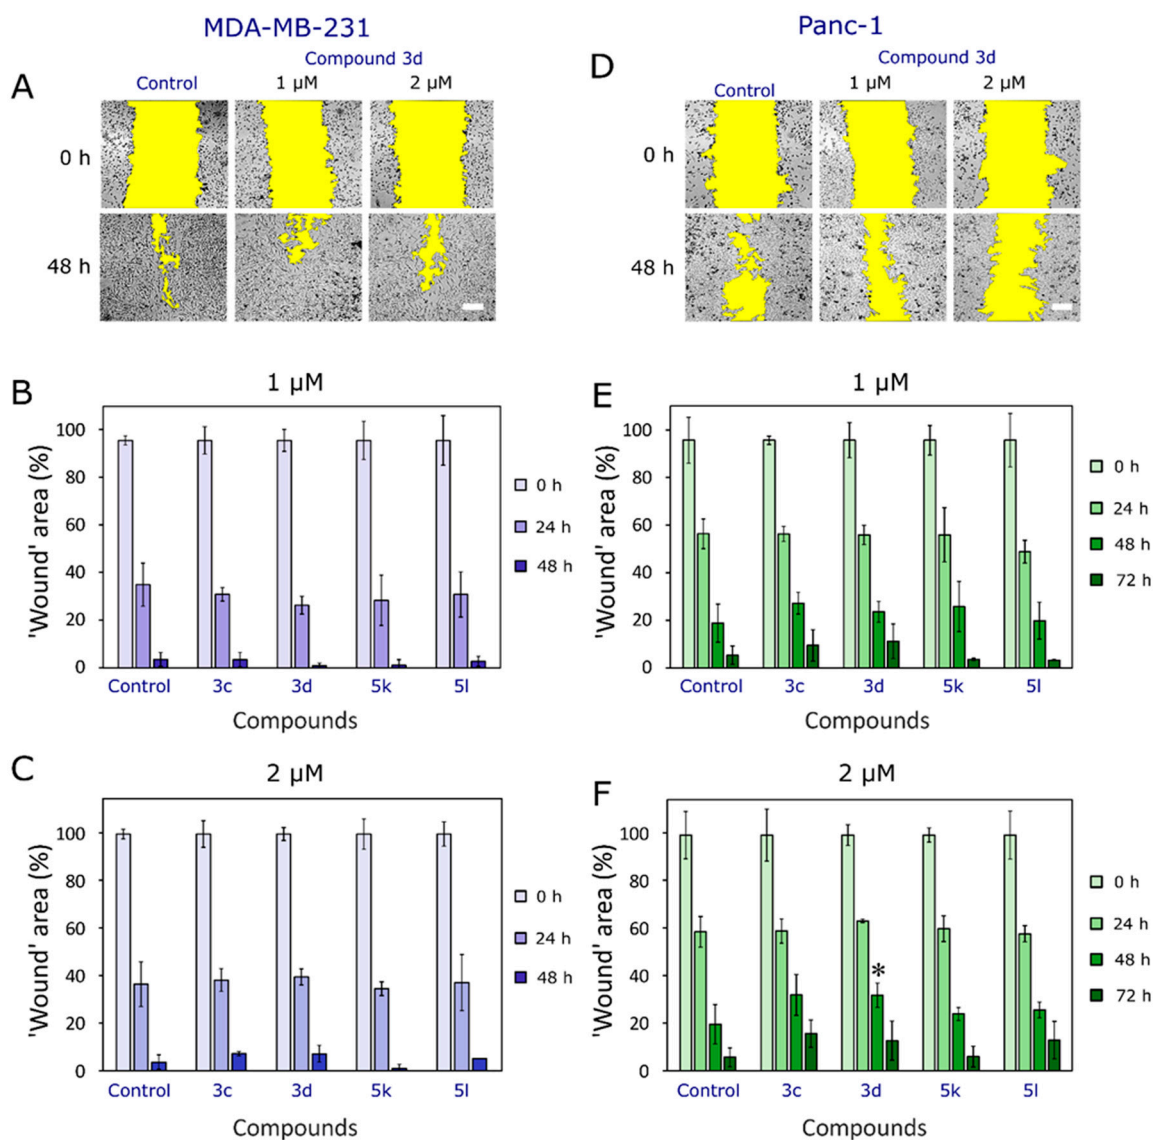 MDA-MB-231
Panc-1
A
Control
Compound 3d
1 µM
2 µM
0 h
48 h
D
Control
Compound 3d
1 µM
2 µM
0 h
48 h
B
1 µM
'Wound' area (%)
100
80
60
40
20
0
Control
3c
3d
5k
5l
Compounds
0 h
24 h
48 h
E
1 µM
'Wound' area (%)
100
80
60
40
20
0
Control
3c
3d
5k
5l
Compounds
0 h
24 h
48 h
72 h
C
2 µM
'Wound' area (%)
100
80
60
40
20
0
Control
3c
3d
5k
5l
Compounds
0 h
24 h
48 h
F
2 µM
'Wound' area (%)
100
80
60
40
20
0
*
Control
3c
3d
5k
5l
Compounds
0 h
24 h
48 h
72 h